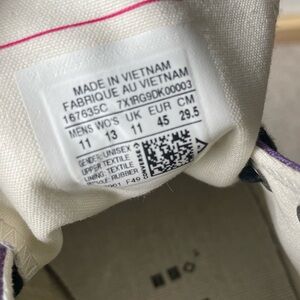 MADE IN VIETNAM
FABRIQUE AU VIETNAM
167635C 7X1RG9DK00003
MENS WO'S UK EUR CM
11 13 11 45 29.5
GENDER: UNISEX
UPPER: TEXTILE
LINING: TEXTILE
RUBBER
F49